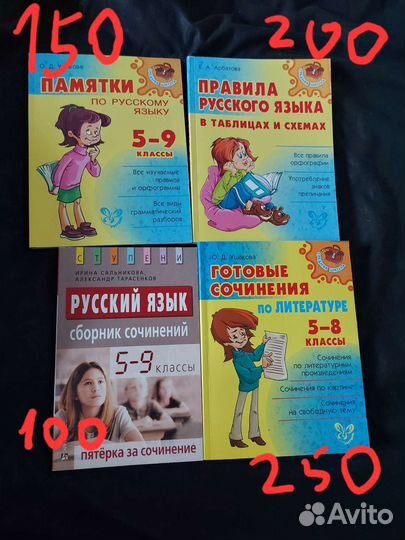 150
200
О. Д. Ушакова
ПАМЯТКИ
ПО РУССКОМУ
ЯЗЫКУ
5-9
КЛАССЫ
Все изучаемые
правила
и орфограммы
Все виды
грамматических
разборов
Е. А. Арбатова
ПРАВИЛА
РУССКОГО ЯЗЫКА
В ТАБЛИЦАХ И СХЕМАХ
Все правила
орфографии
Употребление
знаков
препинания
СТУПЕНИ
ИРИНА САЛЬНИКОВА,
АЛЕКСАНДР ТАРАСЕНКОВ
РУССКИЙ ЯЗЫК
сборник сочинений
5-9 классы
пятёрка за сочинение
О. Д. Ушакова
ГОТОВЫЕ
СОЧИНЕНИЯ
ПО ЛИТЕРАТУРЕ
5-8
КЛАССЫ
Сочинения
по литературным
произведениям
Сочинения по картине
Сочинения
на свободную тему
100
250
Avito